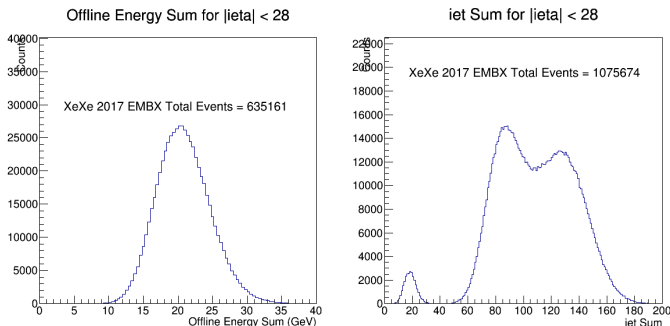 Offline Energy Sum for |ieta| < 28
Counts
40000
35000
30000
25000
20000
15000
10000
5000
0
XeXe 2017 EMBX Total Events = 635161
0 5 10 15 20 25 30 35 40
Offline Energy Sum (GeV)
iet Sum for |ieta| < 28
Counts
22000
20000
18000
16000
14000
12000
10000
8000
6000
4000
2000
0
XeXe 2017 EMBX Total Events = 1075674
0 20 40 60 80 100 120 140 160 180 200
iet Sum